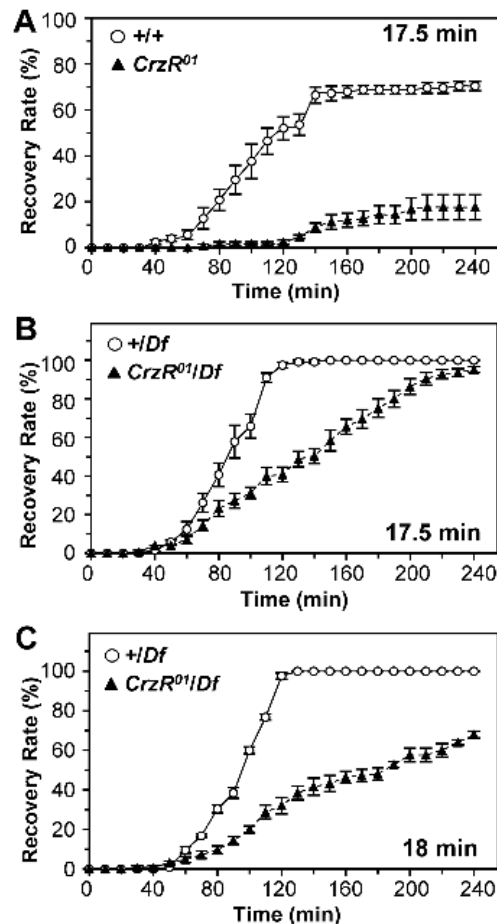 A
+/+
17.5 min
CrzR⁰¹
Recovery Rate (%)
100
80
60
40
20
0
0 40 80 120 160 200 240
Time (min)
B
+/Df
CrzR⁰¹/Df
Recovery Rate (%)
100
80
60
40
20
0
17.5 min
0 40 80 120 160 200 240
Time (min)
C
+/Df
CrzR⁰¹/Df
Recovery Rate (%)
100
80
60
40
20
0
18 min
0 40 80 120 160 200 240
Time (min)